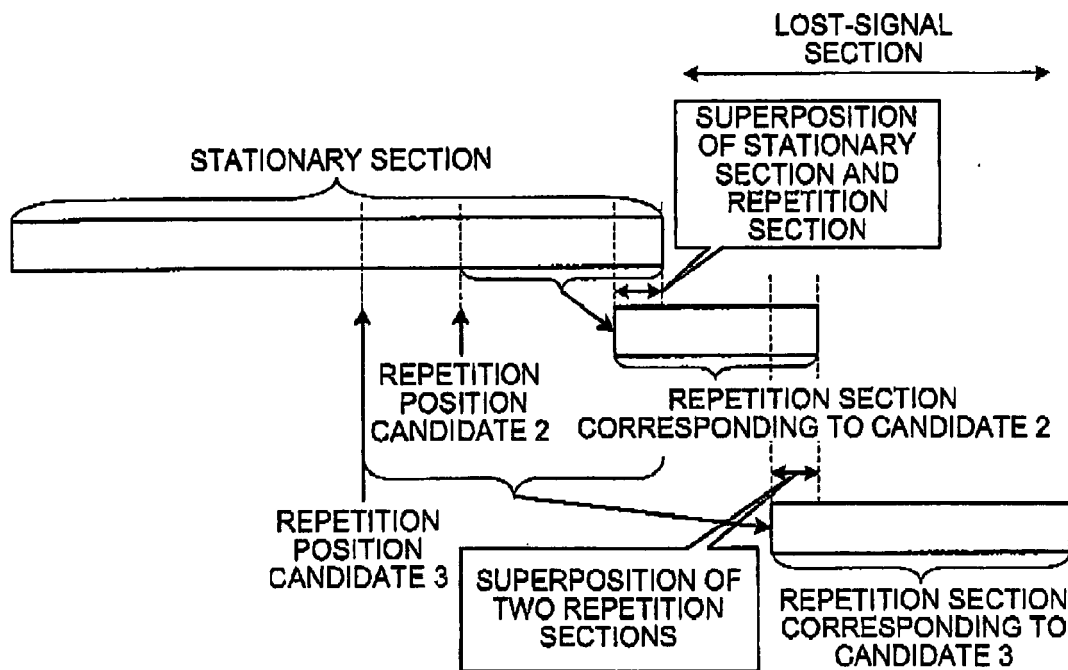 LOST-SIGNAL
SECTION
SUPERPOSITION
OF STATIONARY
SECTION AND
REPETITION
SECTION
STATIONARY SECTION
REPETITION
POSITION
CANDIDATE 2
REPETITION SECTION
CORRESPONDING TO CANDIDATE 2
REPETITION
POSITION
CANDIDATE 3
SUPERPOSITION OF
TWO REPETITION
SECTIONS
REPETITION SECTION
CORRESPONDING TO
CANDIDATE 3